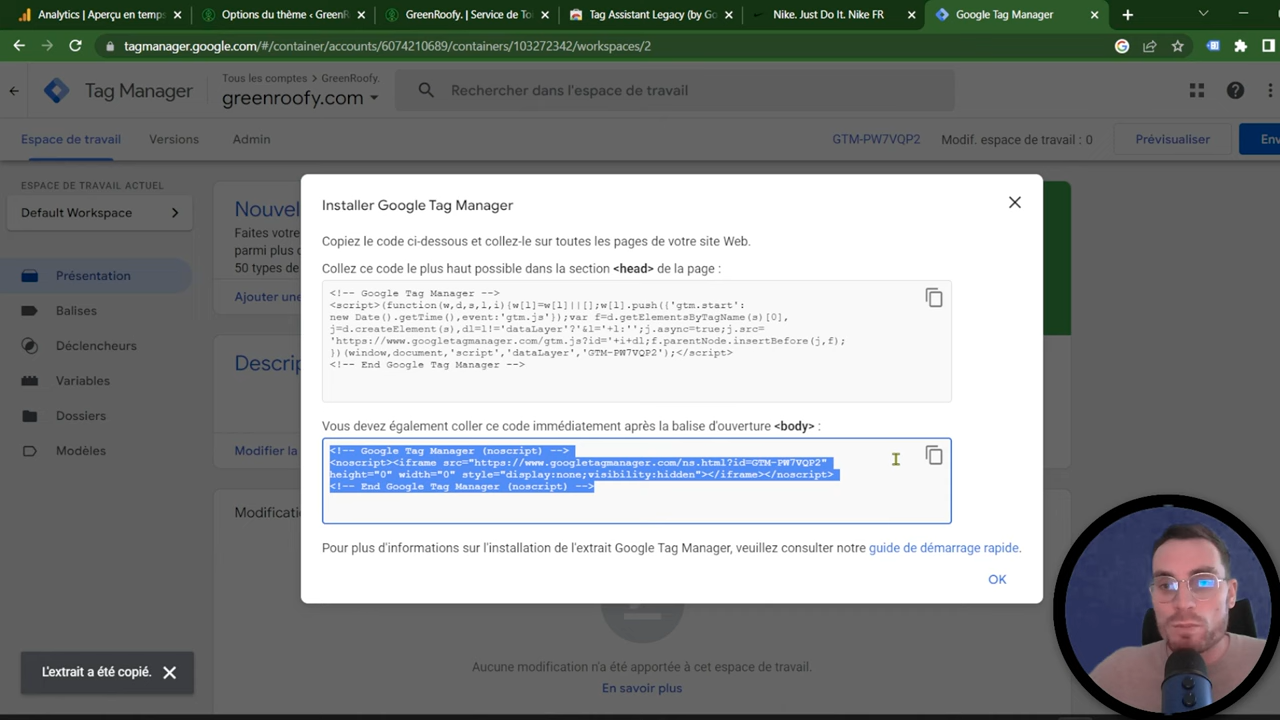 Analytics | Aperçu en temps
Options du thème ‹ GreenR
GreenRoofy. | Service de Toi
Tag Assistant Legacy (by Go
Nike. Just Do It. Nike FR
Google Tag Manager
tagmanager.google.com/#/container/accounts/6074210689/containers/103272342/workspaces/2
Tag Manager
Tous les comptes > GreenRoofy.
greenroofy.com
Rechercher dans l'espace de travail
Espace de travail
Versions
Admin
GTM-PW7VQP2
Modif. espace de travail : 0
Prévisualiser
Env
ESPACE DE TRAVAIL ACTUEL
Default Workspace
Présentation
Balises
Déclencheurs
Variables
Dossiers
Modèles
Nouvel
Faites votre
parmi plus d
50 types de
Ajouter une
Descrip
Modifier la
Modification
Installer Google Tag Manager
Copiez le code ci-dessous et collez-le sur toutes les pages de votre site Web.
Collez ce code le plus haut possible dans la section <head> de la page :
<!-- Google Tag Manager -->
<script>(function(w,d,s,l,i){w[l]=w[l]||[];w[l].push({'gtm.start':
new Date().getTime(),event:'gtm.js'});var f=d.getElementsByTagName(s)[0],
j=d.createElement(s),dl=l!='dataLayer'?'&l='+l:'';j.async=true;j.src=
'https://www.googletagmanager.com/gtm.js?id='+i+dl;f.parentNode.insertBefore(j,f);
})(window,document,'script','dataLayer','GTM-PW7VQP2');</script>
<!-- End Google Tag Manager -->
Vous devez également coller ce code immédiatement après la balise d'ouverture <body> :
<!-- Google Tag Manager (noscript) -->
<noscript><iframe src="https://www.googletagmanager.com/ns.html?id=GTM-PW7VQP2"
height="0" width="0" style="display:none;visibility:hidden"></iframe></noscript>
<!-- End Google Tag Manager (noscript) -->
Pour plus d'informations sur l'installation de l'extrait Google Tag Manager, veuillez consulter notre guide de démarrage rapide.
OK
L'extrait a été copié.
Aucune modification n'a été apportée à cet espace de travail.
En savoir plus